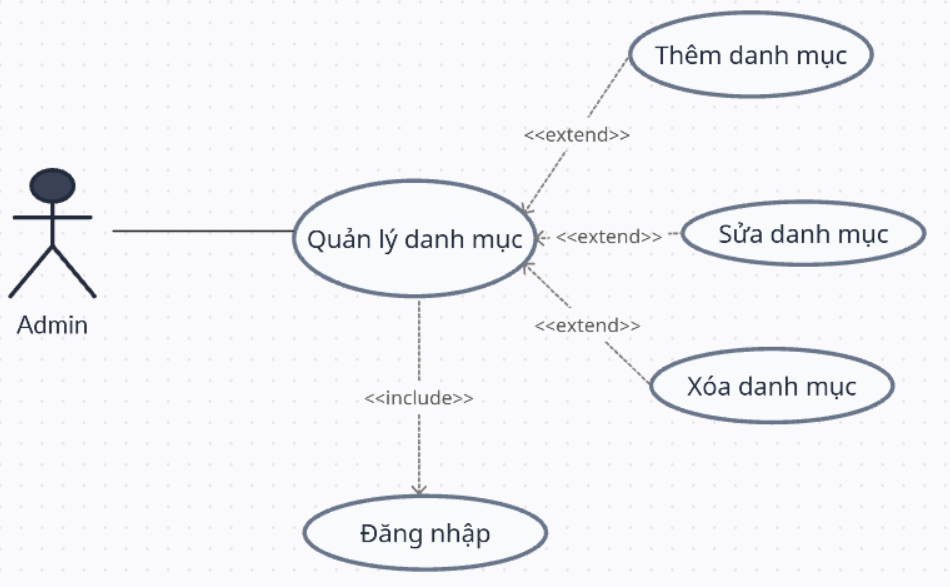 Thêm danh mục
<<extend>>
Quản lý danh mục
<<extend>>
Sửa danh mục
Admin
<<extend>>
Xóa danh mục
<<include>>
Đăng nhập